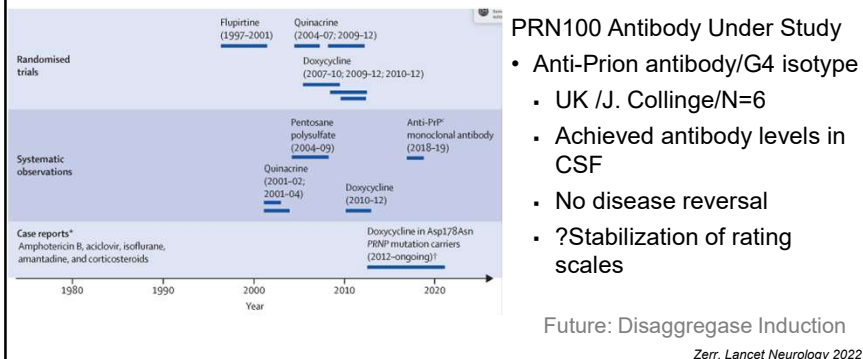 Flupirtine
(1997–2001)
Quinacrine
(2004–07; 2009–12)
Randomised
trials
Doxycycline
(2007–10; 2009–12; 2010–12)
Pentosane
polysulfate
(2004–09)
Anti-PrPᶜ
monoclonal antibody
(2018–19)
Systematic
observations
Quinacrine
(2001–02;
2001–04)
Doxycycline
(2010–12)
Case reports*
Amphotericin B, aciclovir, isoflurane,
amantadine, and corticosteroids
Doxycycline in Asp178Asn
PRNP mutation carriers
(2012–ongoing)†
1980 1990 2000 2010 2020
Year
PRN100 Antibody Under Study
• Anti-Prion antibody/G4 isotype
▪ UK /J. Collinge/N=6
▪ Achieved antibody levels in
CSF
▪ No disease reversal
▪ ?Stabilization of rating
scales
Future: Disaggregase Induction
Zerr, Lancet Neurology 2022